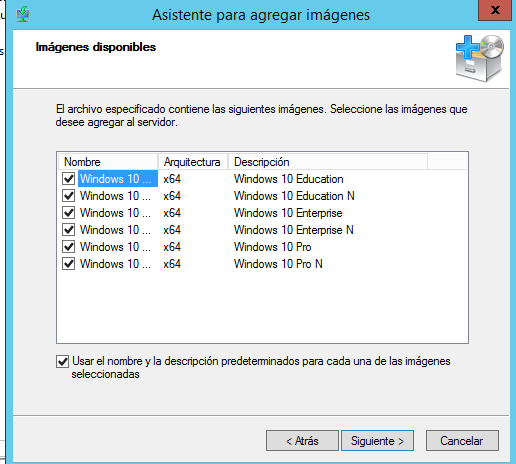 Asistente para agregar imágenes
x
Imágenes disponibles
El archivo especificado contiene las siguientes imágenes. Seleccione las imágenes que
desee agregar al servidor.
Nombre Arquitectura Descripción
Windows 10 ... x64 Windows 10 Education
Windows 10 ... x64 Windows 10 Education N
Windows 10 ... x64 Windows 10 Enterprise
Windows 10 ... x64 Windows 10 Enterprise N
Windows 10 ... x64 Windows 10 Pro
Windows 10 ... x64 Windows 10 Pro N
Usar el nombre y la descripción predeterminados para cada una de las imágenes
seleccionadas
< Atrás Siguiente > Cancelar